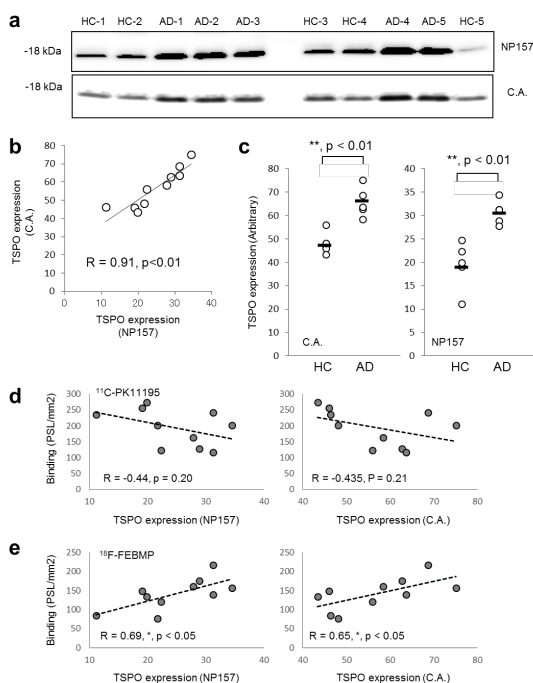 a
HC-1 HC-2 AD-1 AD-2 AD-3 HC-3 HC-4 AD-4 AD-5 HC-5
-18 kDa
NP157
-18 kDa
C.A.
b
TSPO expression
(C.A.)
80
70
60
50
40
30
20
10
0
R = 0.91, p<0.01
0 10 20 30 40
TSPO expression
(NP157)
c
TSPO expression (Arbitrary)
**, p < 0.01
80
70
60
50
40
30
20
10
0
C.A.
HC AD
**, p < 0.01
40
35
30
25
20
15
10
5
0
NP157
HC AD
d
Binding (PSL/mm2)
11C-PK11195
300
250
200
150
100
50
0
R = -0.44, p = 0.20
10 20 30 40
TSPO expression (NP157)
300
250
200
150
100
50
0
R = -0.435, P = 0.21
40 50 60 70 80
TSPO expression (C.A.)
e
Binding (PSL/mm2)
18F-FEBMP
250
200
150
100
50
0
R = 0.69, *, p < 0.05
10 20 30 40
TSPO expression (NP157)
250
200
150
100
50
0
R = 0.65, *, p < 0.05
40 50 60 70 80
TSPO expression (C.A.)